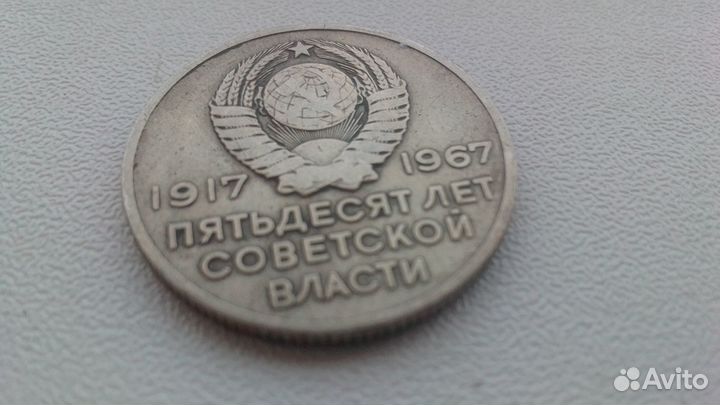 1917 1967
ПЯТЬДЕСЯТ ЛЕТ
СОВЕТСКОЙ
ВЛАСТИ
Avito